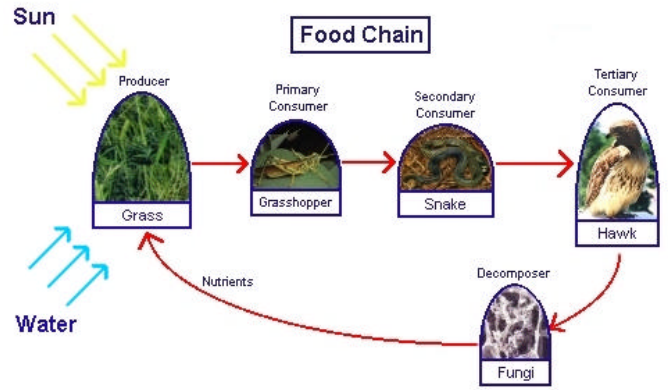 Sun
Food Chain
Producer
Primary
Consumer
Secondary
Consumer
Tertiary
Consumer
Grass
Grasshopper
Snake
Hawk
Water
Nutrients
Decomposer
Fungi